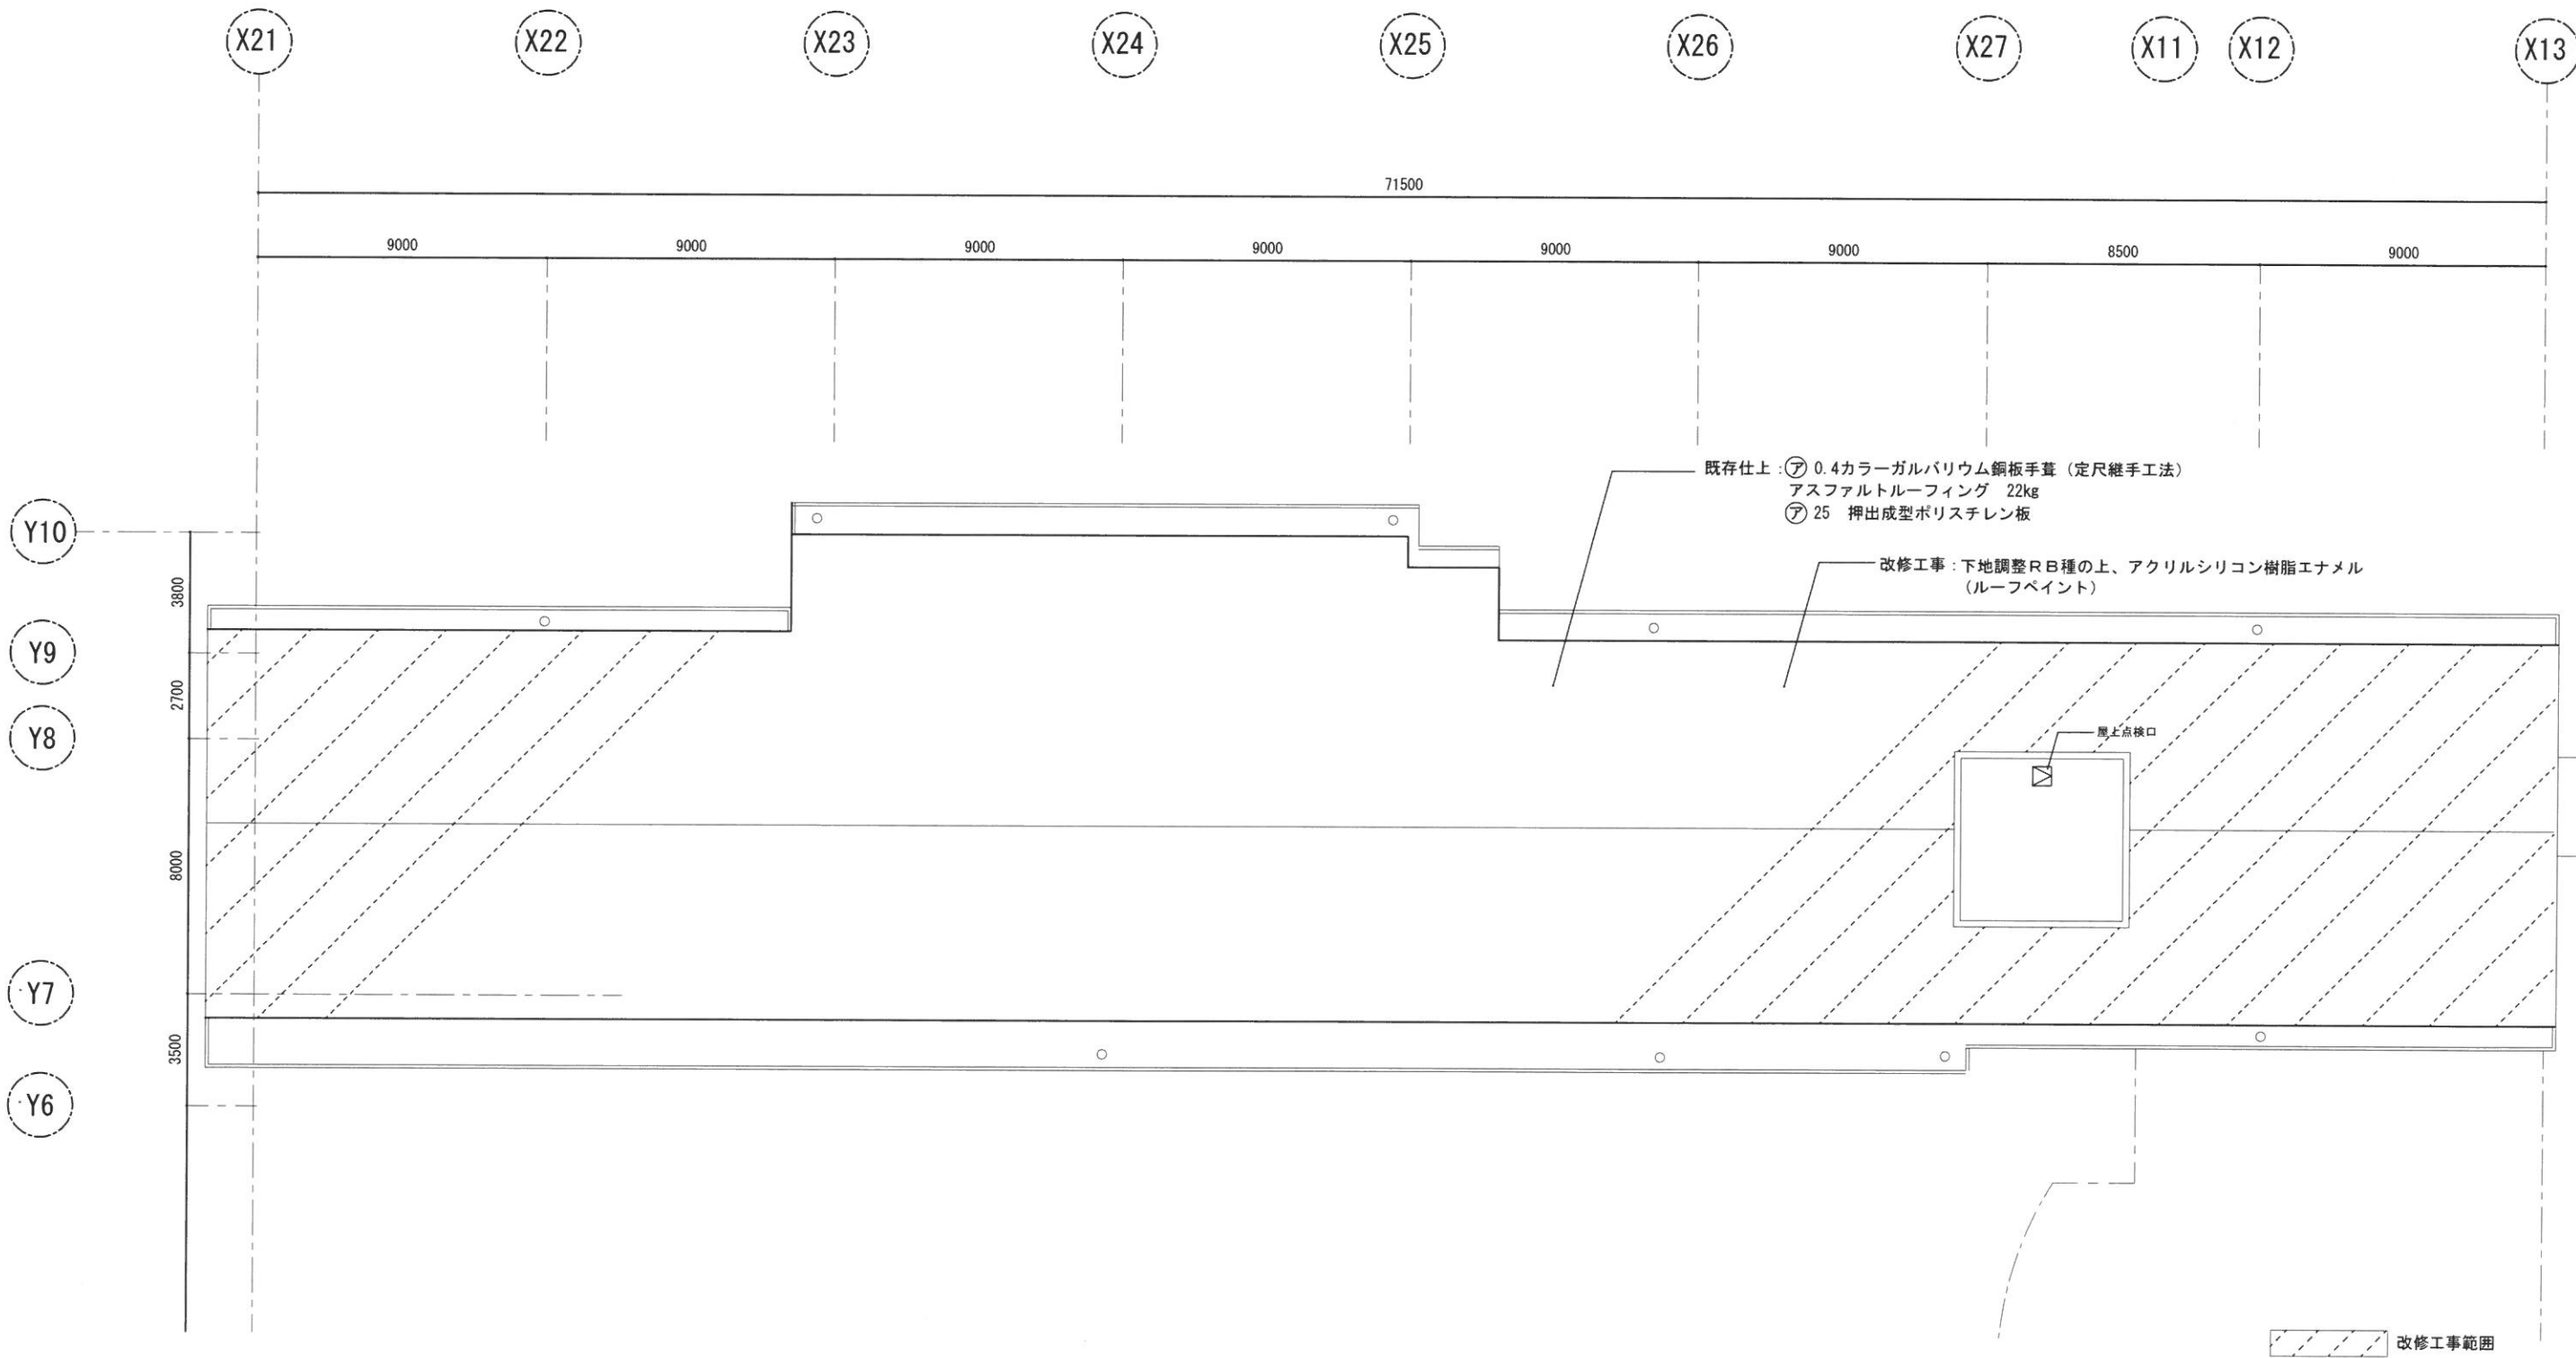 X21 X22 X23 X24 X25 X26 X27 X11 X12 X13
71500
9000 9000 9000 9000 9000 9000 8500 9000
既存仕上：㋐ 0.4カラーガルバリウム鋼板手葺（定尺継手工法）
アスファルトルーフィング 22kg
㋐ 25 押出成型ポリスチレン板
改修工事：下地調整RB種の上、アクリルシリコン樹脂エナメル
（ルーフペイント）
Y10
3800
Y9
2700
Y8
屋上点検口
8000
Y7
3500
Y6
改修工事範囲